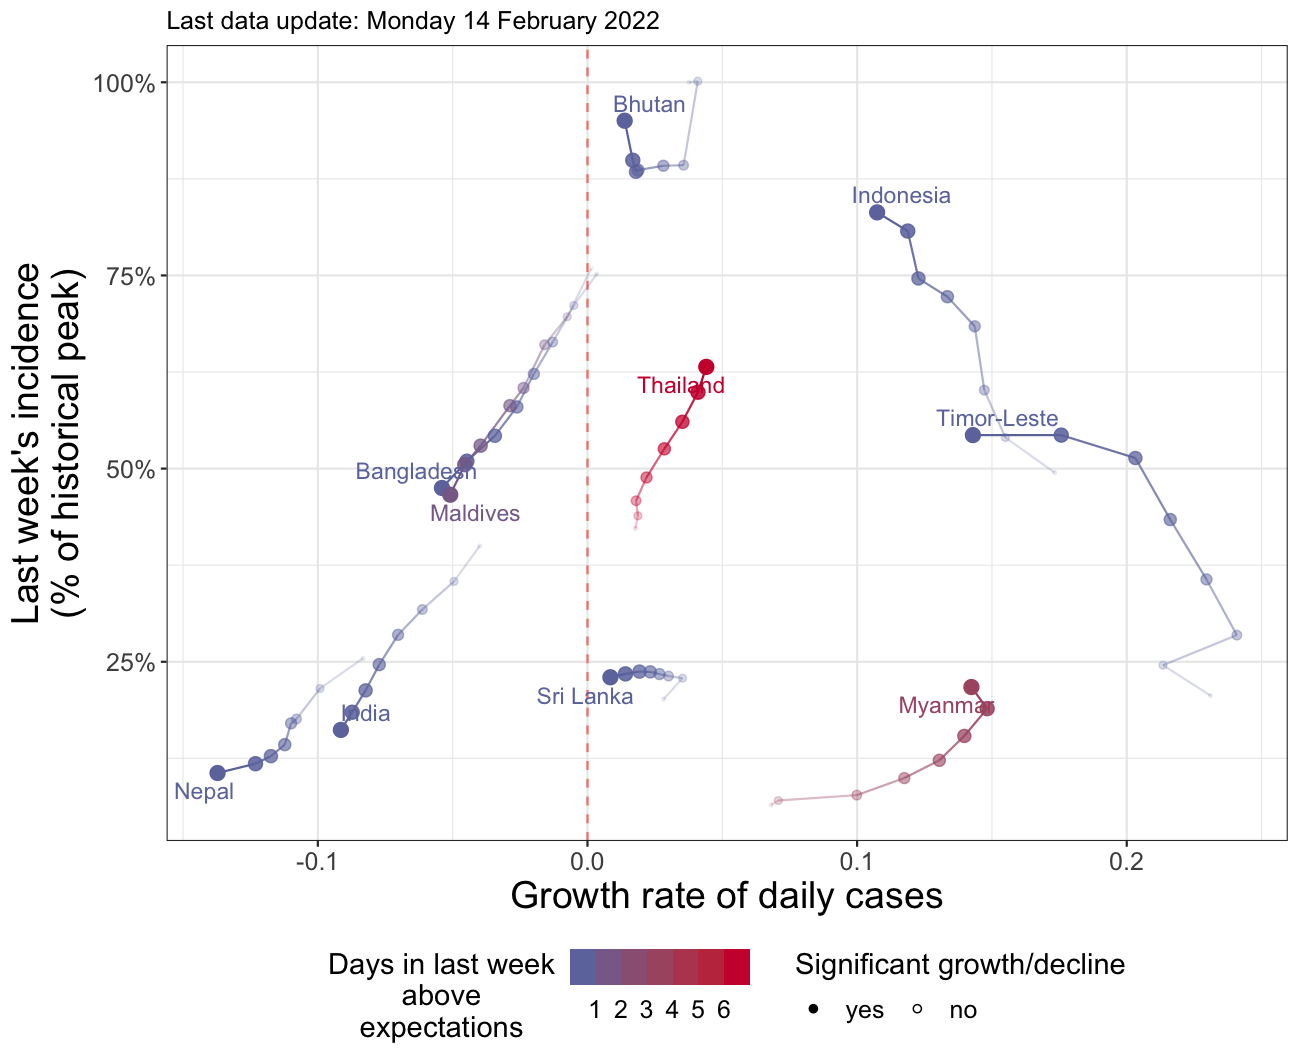 Last data update: Monday 14 February 2022
Last week's incidence
(% of historical peak)
100%
75%
50%
25%
Bhutan
Indonesia
Thailand
Timor-Leste
Bangladesh
Maldives
Sri Lanka
Myanmar
India
Nepal
-0.1
0.0
0.1
0.2
Growth rate of daily cases
Days in last week
above
expectations
1 2 3 4 5 6
Significant growth/decline
yes
no